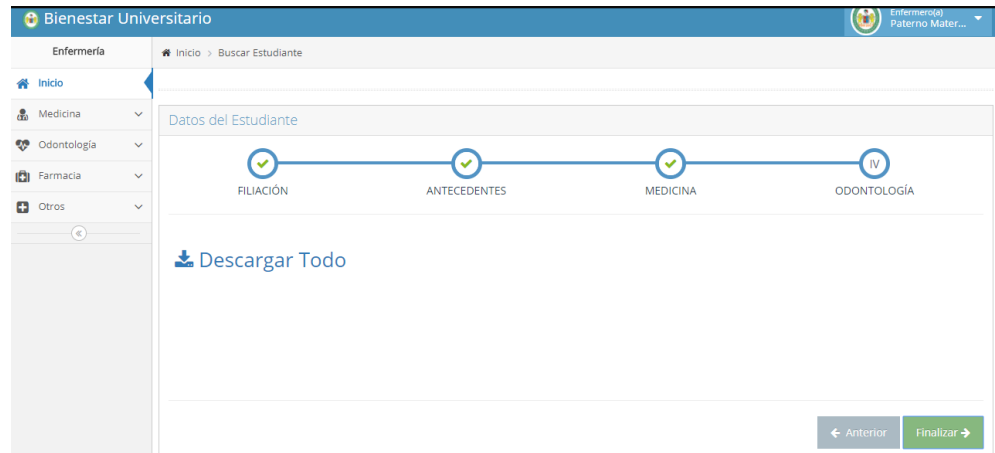 Bienestar Universitario
Enfermero(a)
Paterno Mater...
Enfermería
Inicio > Buscar Estudiante
Inicio
Medicina
Odontología
Farmacia
Otros
Datos del Estudiante
IV
FILIACIÓN ANTECEDENTES MEDICINA ODONTOLOGÍA
Descargar Todo
Anterior Finalizar